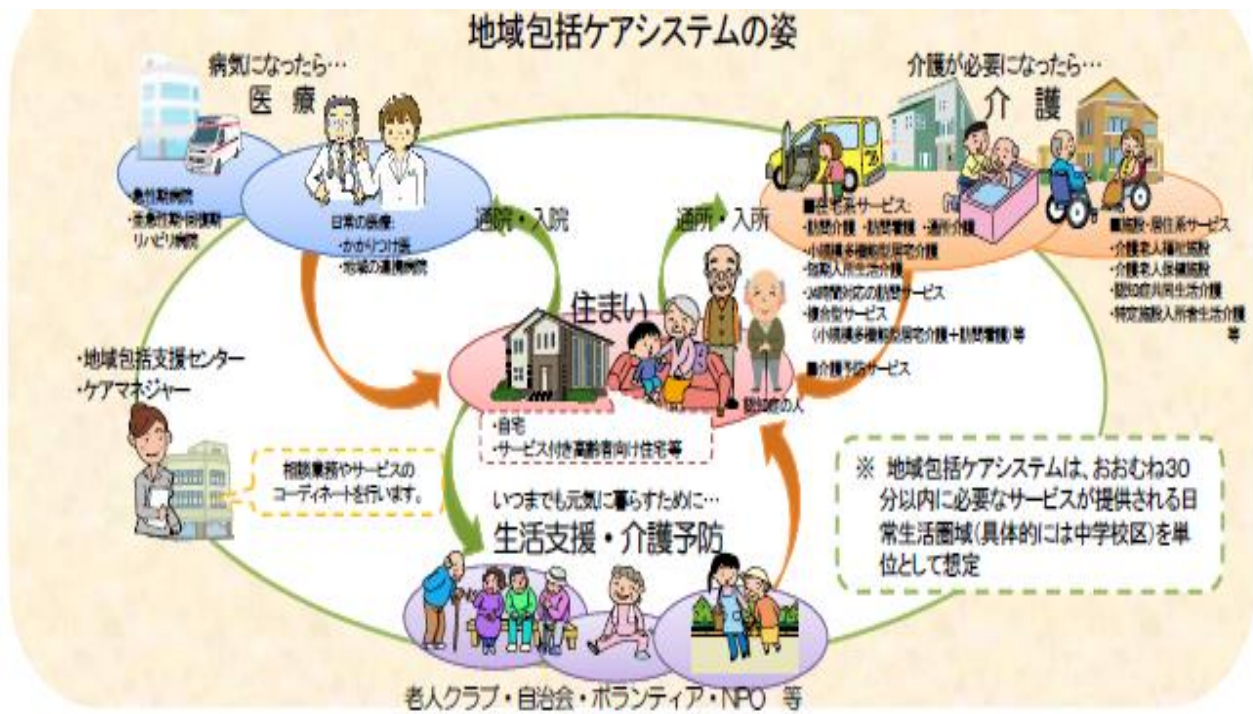 地域包括ケアシステムの姿
病気になったら…
医 療
・急性期病院
・亜急性期・回復期
リハビリ病院
日常の医療:
・かかりつけ医
・地域の連携病院
通院・入院
通所・入所
介護が必要になったら…
介 護
■在宅系サービス:
・訪問介護 ・訪問看護 ・通所介護
・小規模多機能型居宅介護
・短期入所生活介護
・24時間対応の訪問サービス
・複合型サービス
(小規模多機能型居宅介護+訪問看護)等
■介護予防サービス
■施設・居住系サービス
・介護老人福祉施設
・介護老人保健施設
・認知症共同生活介護
・特定施設入所者生活介護
等
住まい
認知症の人
・自宅
・サービス付き高齢者向け住宅等
・地域包括支援センター
・ケアマネジャー
相談業務やサービスの
コーディネートを行います。
いつまでも元気に暮らすために…
生活支援・介護予防
老人クラブ・自治会・ボランティア・NPO 等
※ 地域包括ケアシステムは、おおむね30
分以内に必要なサービスが提供される日
常生活圏域(具体的には中学校区)を単
位として想定